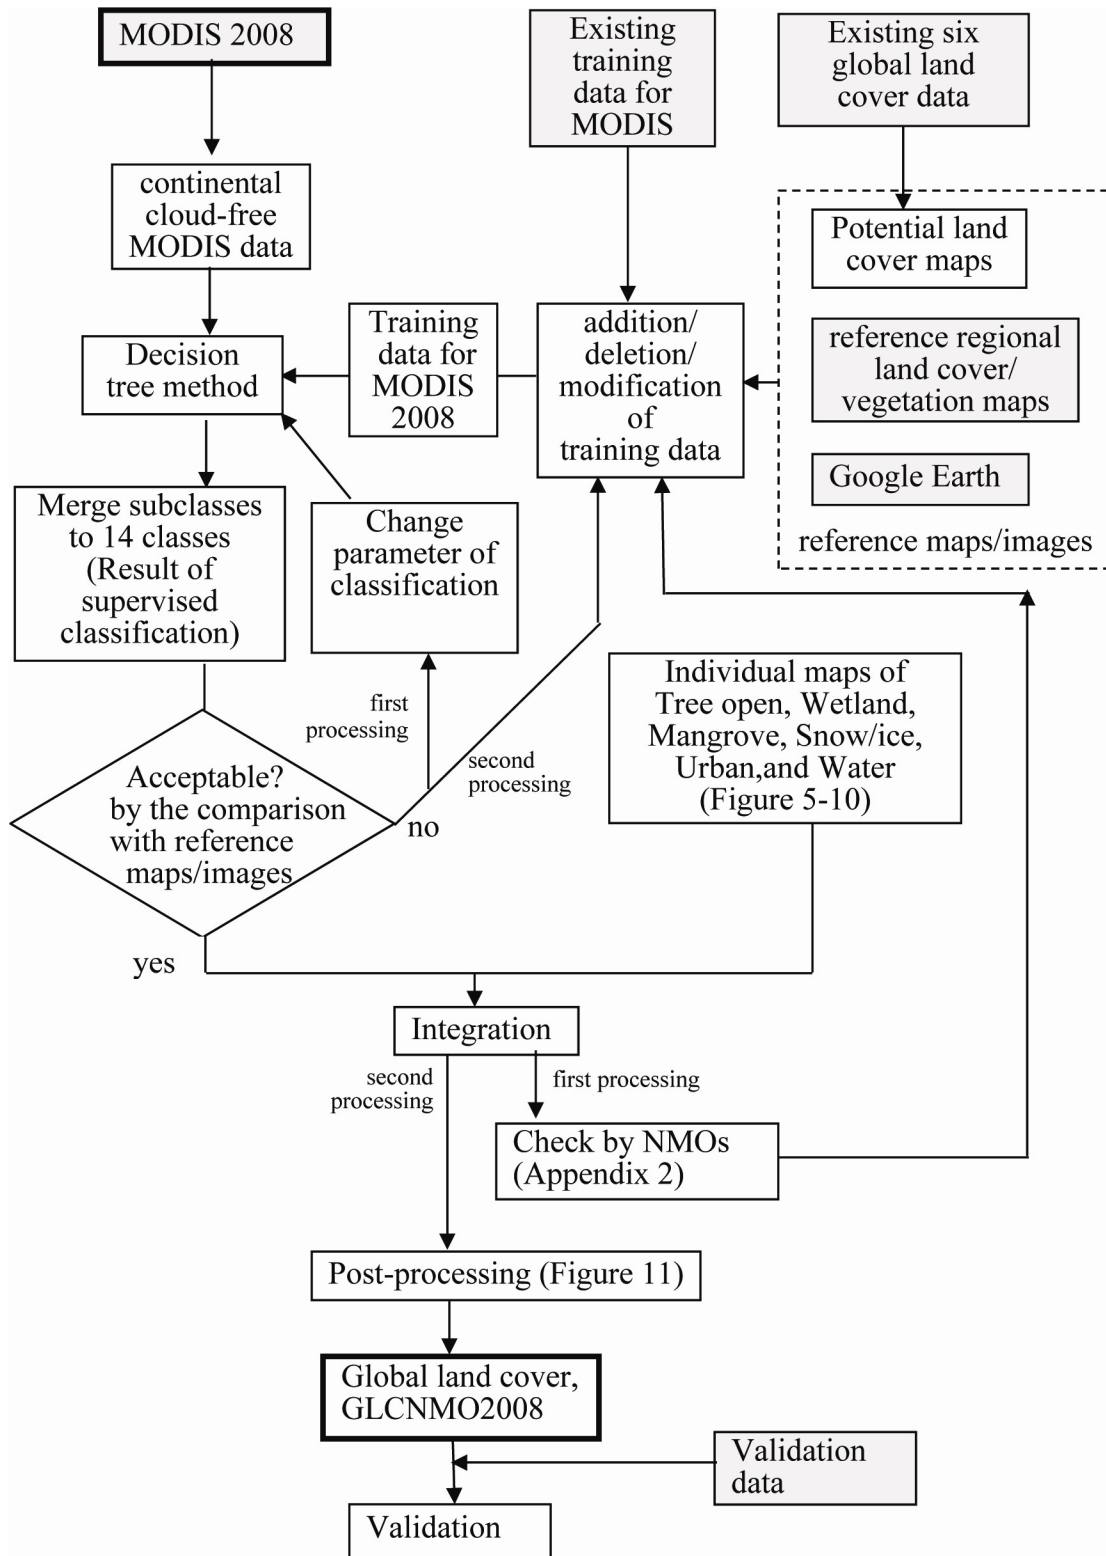 MODIS 2008
Existing
training
data for
MODIS
Existing six
global land
cover data
continental
cloud-free
MODIS data
Potential land
cover maps
Decision
tree method
Training
data for
MODIS
2008
addition/
deletion/
modification
of
training data
reference regional
land cover/
vegetation maps
Google Earth
reference maps/images
Merge subclasses
to 14 classes
(Result of
supervised
classification)
Change
parameter of
classification
first
processing
second
processing
Individual maps of
Tree open, Wetland,
Mangrove, Snow/ice,
Urban,and Water
(Figure 5-10)
Acceptable?
by the comparison
with reference
maps/images
no
yes
Integration
second
processing
first processing
Check by NMOs
(Appendix 2)
Post-processing (Figure 11)
Global land cover,
GLCNMO2008
Validation
data
Validation